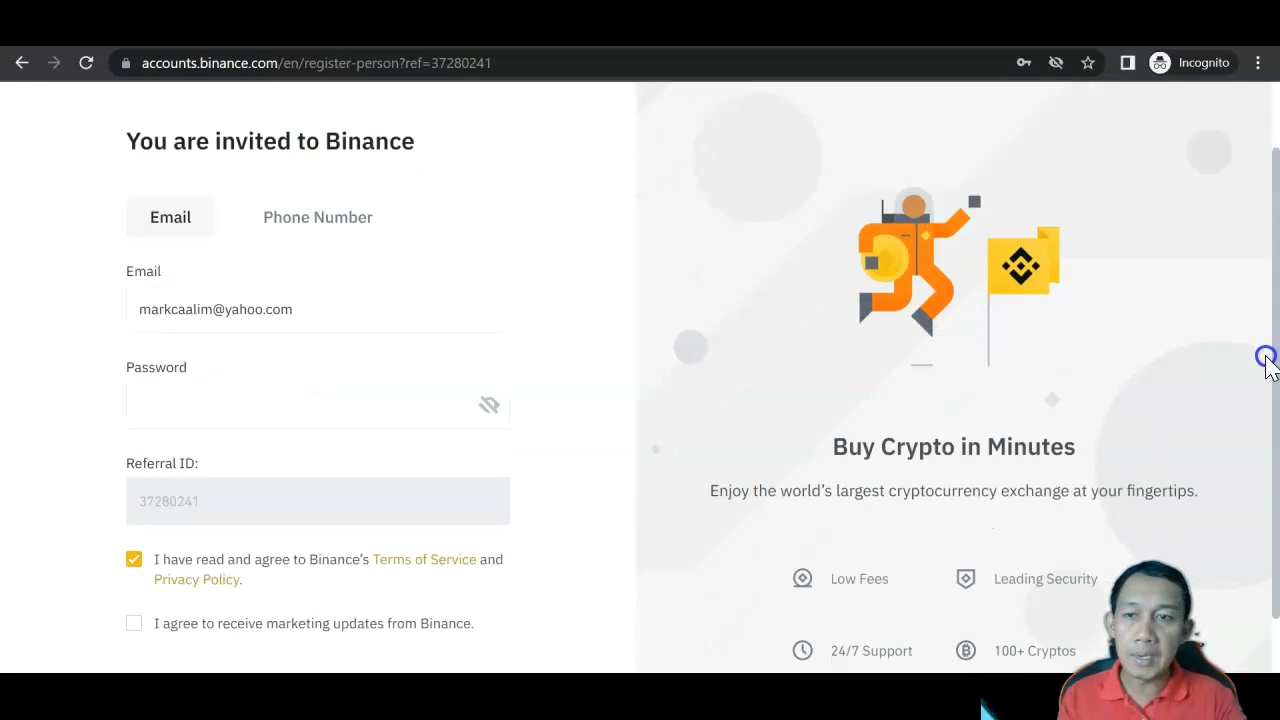 accounts.binance.com/en/register-person?ref=37280241
Incognito
You are invited to Binance
Email
Phone Number
Email
markcaalim@yahoo.com
Password
Referral ID:
37280241
I have read and agree to Binance's Terms of Service and
Privacy Policy.
I agree to receive marketing updates from Binance.
Buy Crypto in Minutes
Enjoy the world's largest cryptocurrency exchange at your fingertips.
Low Fees
Leading Security
24/7 Support
100+ Cryptos